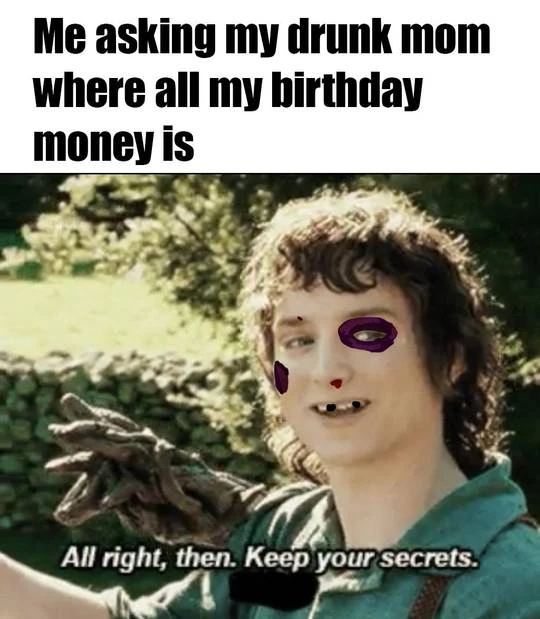 Me asking my drunk mom
where all my birthday
money is
All right, then. Keep your secrets.